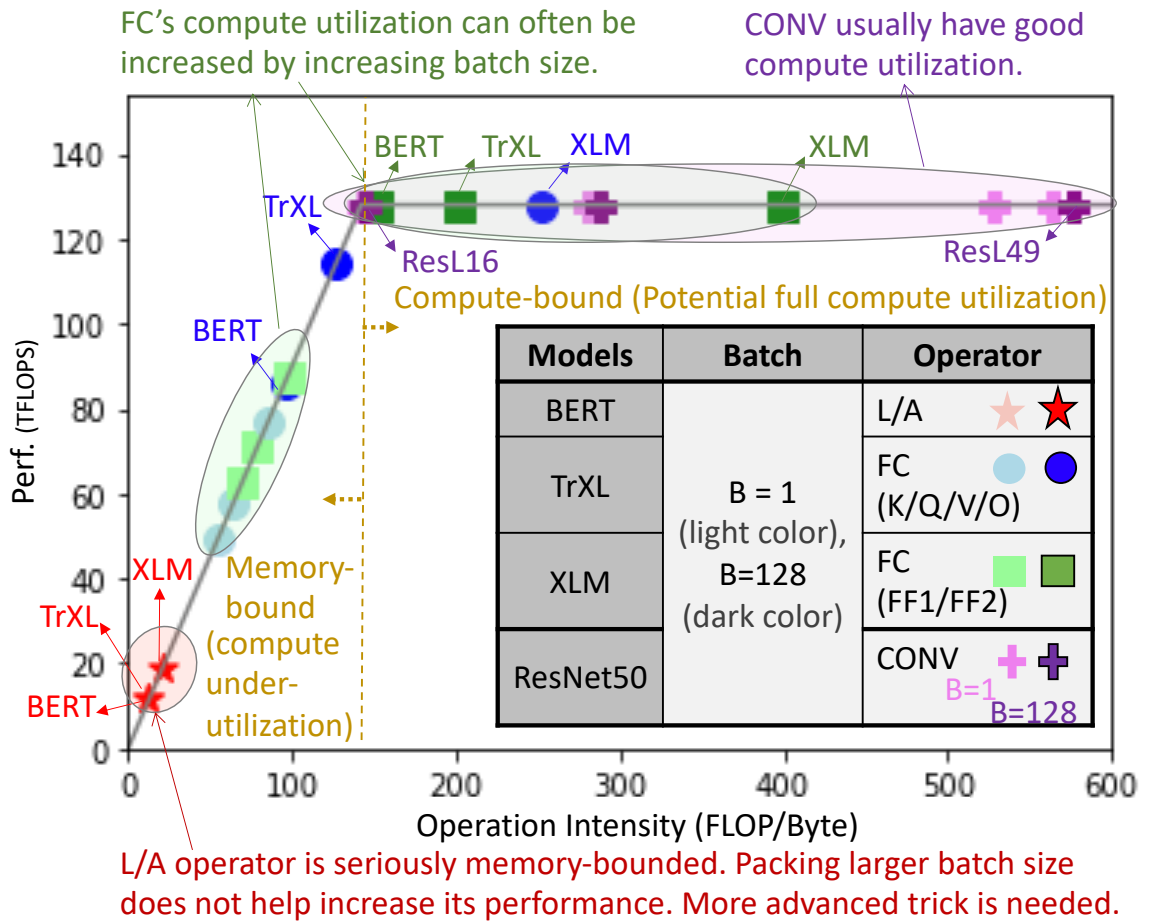 FC's compute utilization can often be
increased by increasing batch size.
CONV usually have good
compute utilization.
140
120
100
80
60
40
20
0
Perf. (TFLOPS)
BERT
TrXL
XLM
XLM
TrXL
ResL16
ResL49
Compute-bound (Potential full compute utilization)
BERT
Memory-
bound
(compute
under-
utilization)
XLM
TrXL
BERT
Models
Batch
Operator
BERT
TrXL
XLM
ResNet50
B = 1
(light color),
B=128
(dark color)
L/A
FC
(K/Q/V/O)
FC
(FF1/FF2)
CONV
B=1
B=128
0
100
200
300
400
500
600
Operation Intensity (FLOP/Byte)
L/A operator is seriously memory-bounded. Packing larger batch size
does not help increase its performance. More advanced trick is needed.